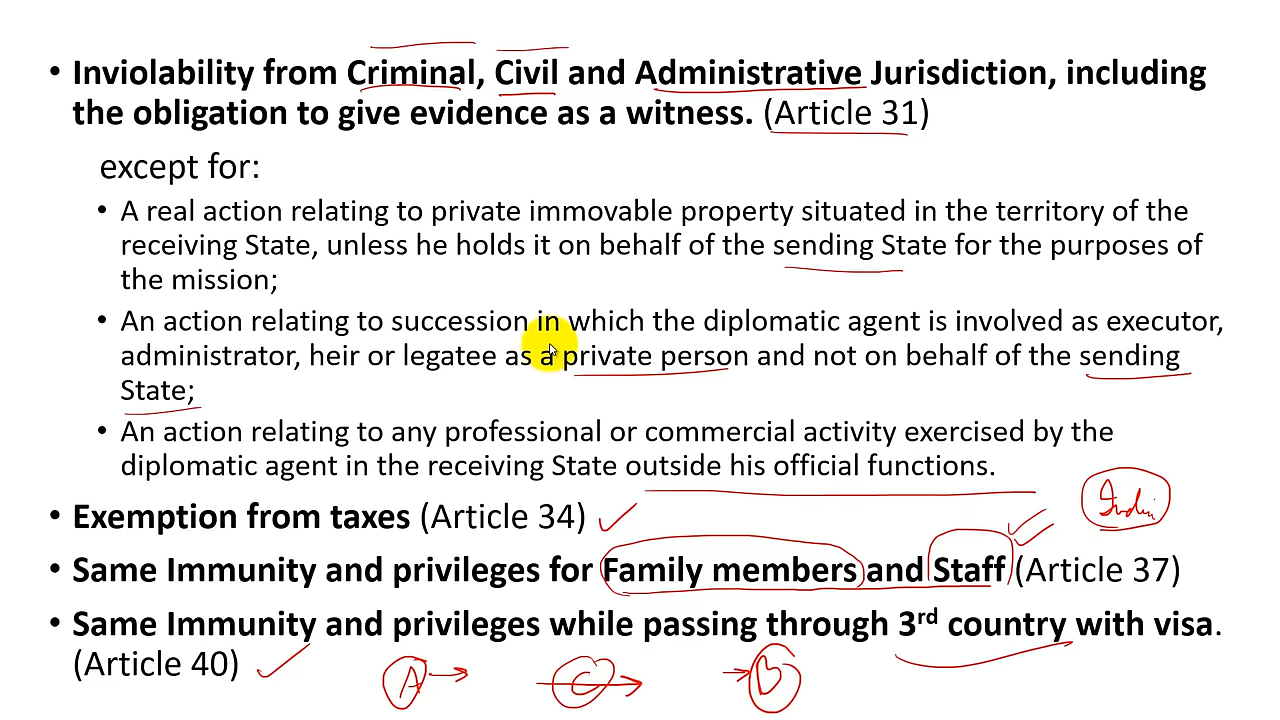 • Inviolability from Criminal, Civil and Administrative Jurisdiction, including
the obligation to give evidence as a witness. (Article 31)
except for:
• A real action relating to private immovable property situated in the territory of the
receiving State, unless he holds it on behalf of the sending State for the purposes of
the mission;
• An action relating to succession in which the diplomatic agent is involved as executor,
administrator, heir or legatee as a private person and not on behalf of the sending
State;
• An action relating to any professional or commercial activity exercised by the
diplomatic agent in the receiving State outside his official functions.
India
• Exemption from taxes (Article 34)
• Same Immunity and privileges for Family members and Staff (Article 37)
• Same Immunity and privileges while passing through 3rd country with visa.
(Article 40)
A C B